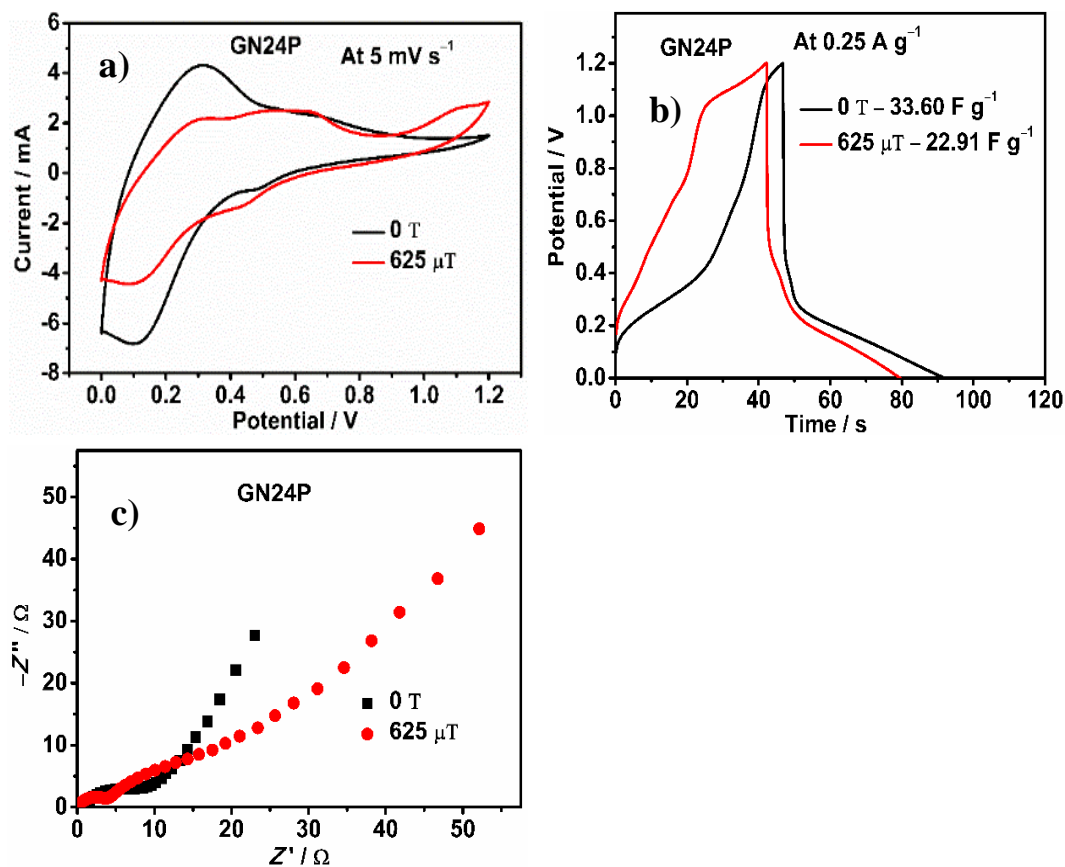 a)
GN24P
At 5 mV s⁻¹
0 T
625 μT
Current / mA
6
4
2
0
-2
-4
-6
-8
0.0 0.2 0.4 0.6 0.8 1.0 1.2
Potential / V
b)
GN24P
At 0.25 A g⁻¹
0 T – 33.60 F g⁻¹
625 μT – 22.91 F g⁻¹
Potential / V
1.2
1.0
0.8
0.6
0.4
0.2
0.0
0 20 40 60 80 100 120
Time / s
c)
GN24P
0 T
625 μT
−Z'' / Ω
50
40
30
20
10
0
0 10 20 30 40 50
Z' / Ω